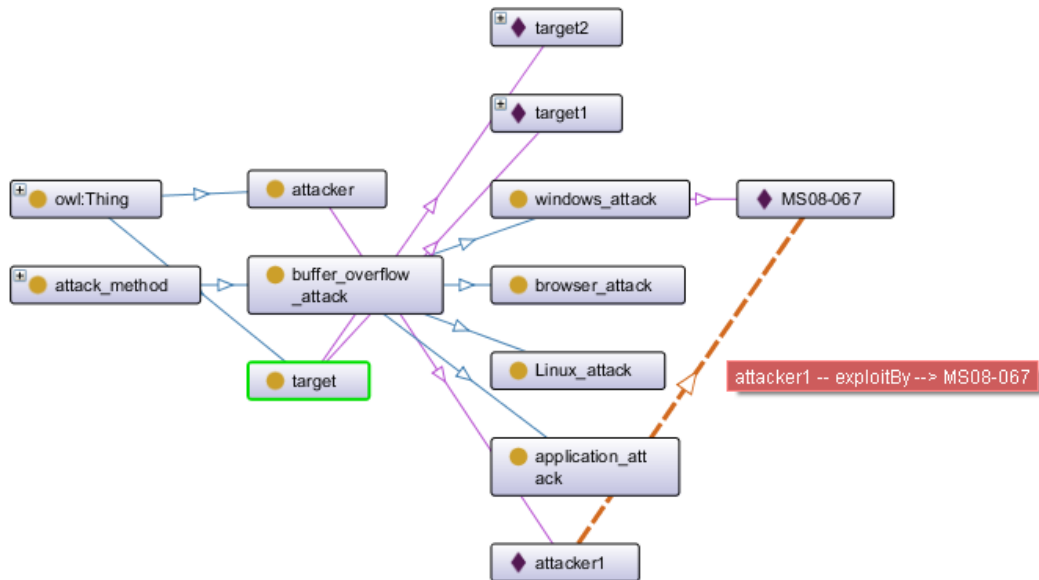 target2
target1
attacker
windows_attack
MS08-067
owl:Thing
attack_method
buffer_overflow
_attack
browser_attack
target
Linux_attack
attacker1 -- exploitBy --> MS08-067
application_att
ack
attacker1